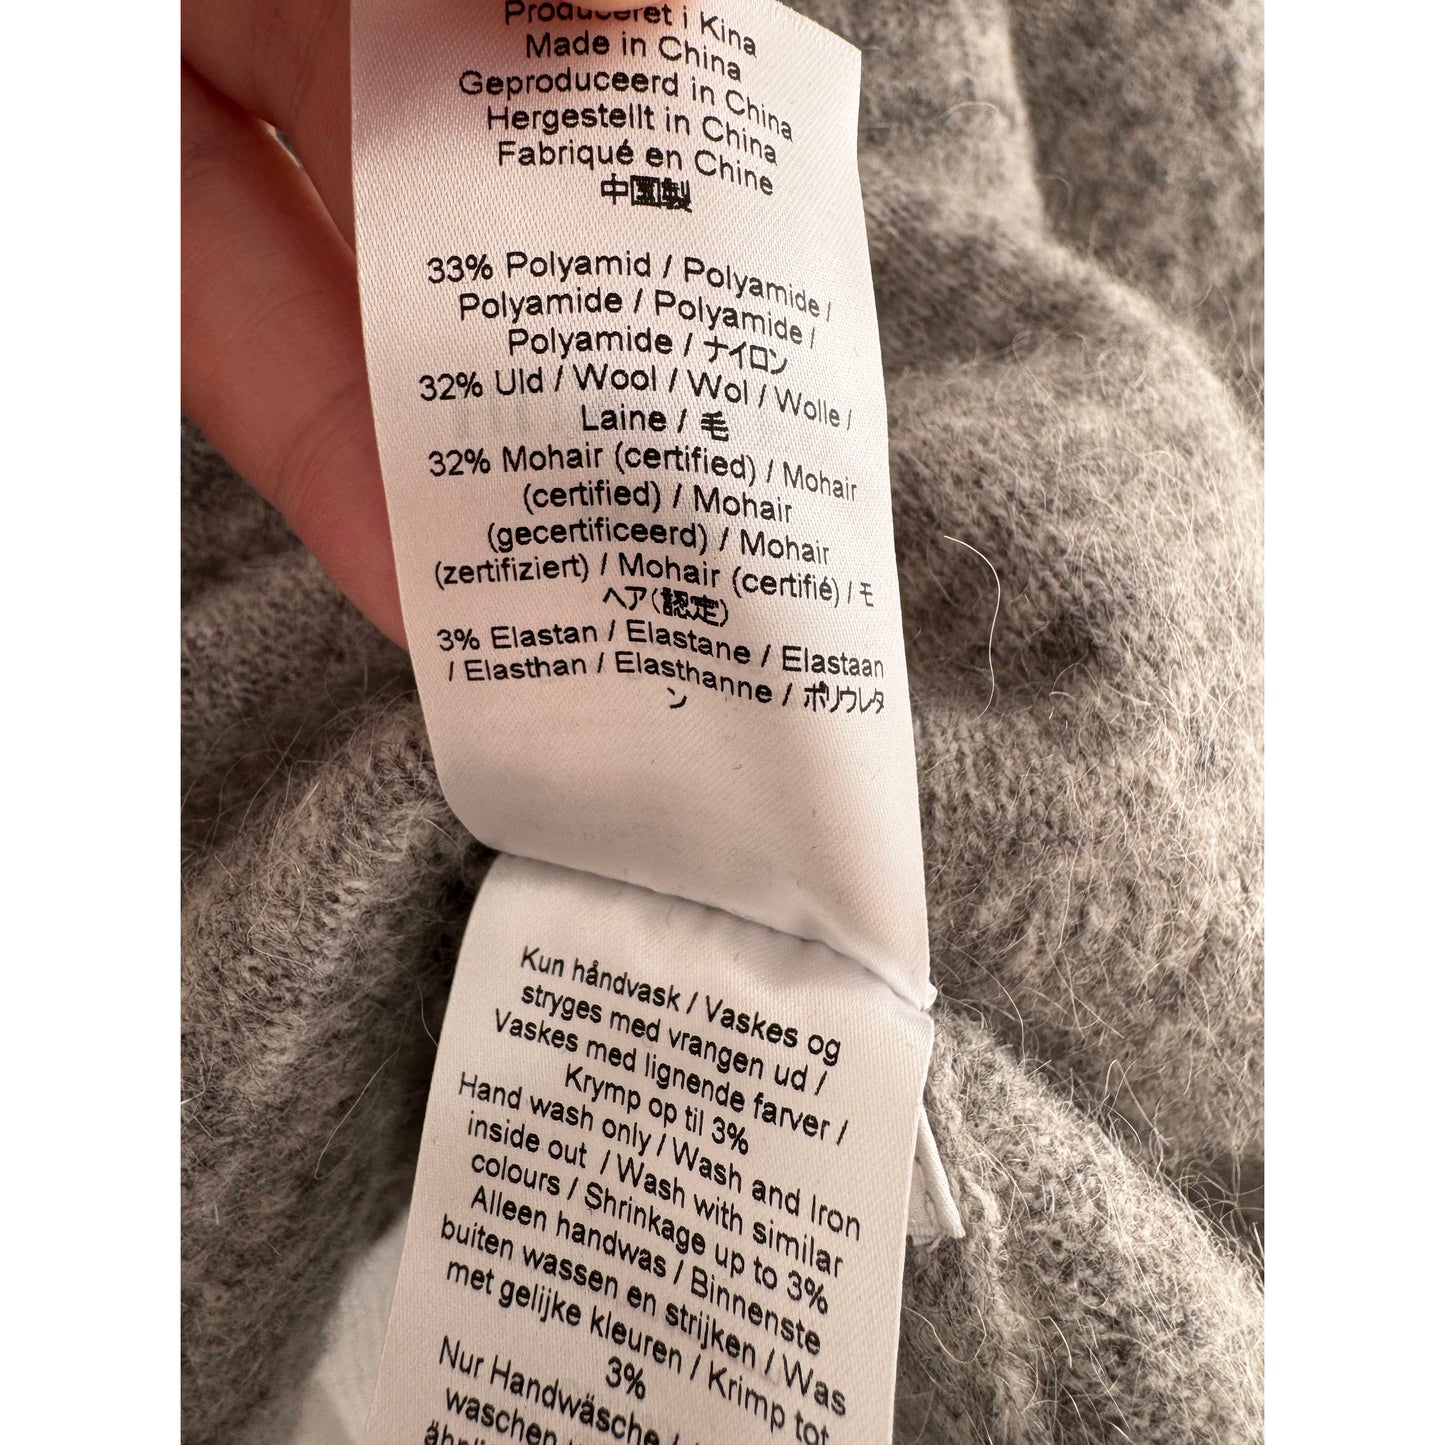 Produceret i Kina
Made in China
Geproduceerd in China
Hergestellt in China
Fabriqué en Chine
中国製
33% Polyamid / Polyamide /
Polyamide / Polyamide /
Polyamide / ナイロン
32% Uld / Wool / Wol / Wolle /
Laine / 毛
32% Mohair (certified) / Mohair
(certified) / Mohair
(gecertificeerd) / Mohair
(zertifiziert) / Mohair (certifié) / モ
ヘア(認定)
3% Elastan / Elastane / Elastaan
/ Elasthan / Elasthanne / ポリウレタ
ン
Kun håndvask / Vaskes og
stryges med vrangen ud /
Vaskes med lignende farver /
Krymp op til 3%
Hand wash only / Wash and Iron
inside out / Wash with similar
colours / Shrinkage up to 3%
Alleen handwas / Binnenste
buiten wassen en strijken / Was
met gelijke kleuren / Krimp tot
3%
Nur Handwäsche /
waschen